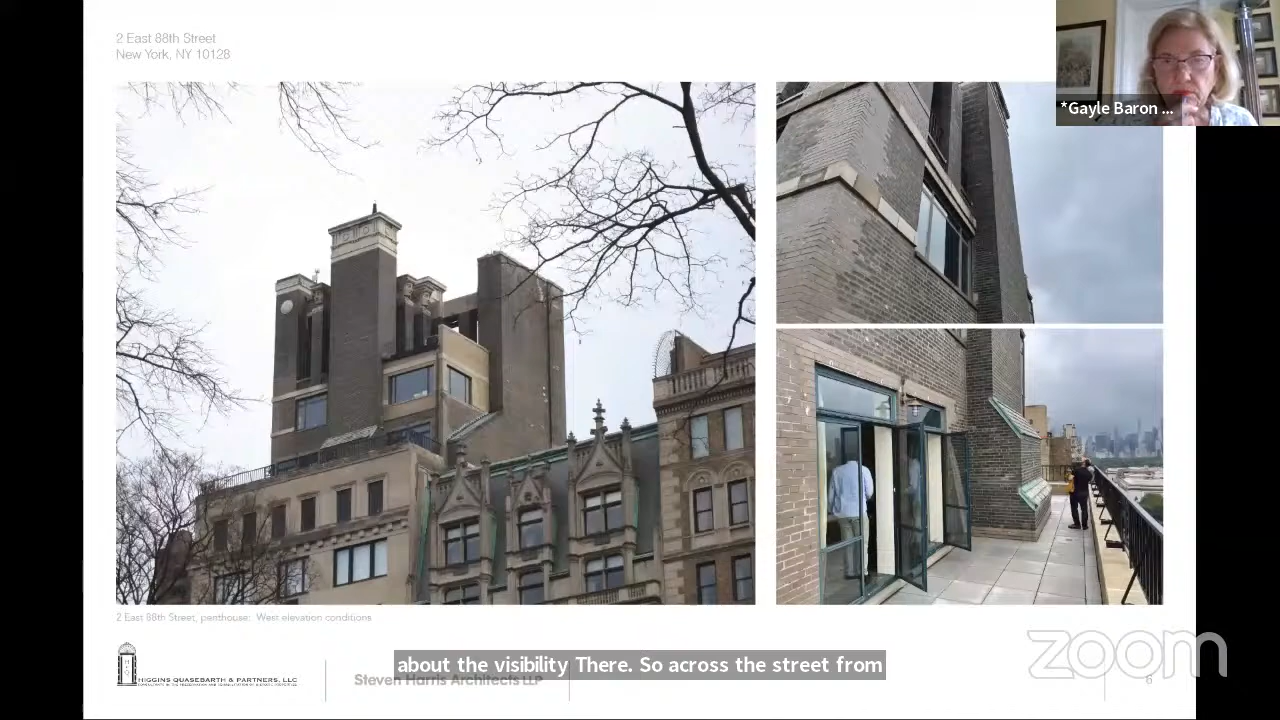 2 East 88th Street
New York, NY 10128
*Gayle Baron ...
2 East 88th Street, penthouse: West elevation conditions
HIGGINS QUASEBARTH & PARTNERS, LLC
Steven Harris Architects LLP
about the visibility There. So across the street from
zoom
6